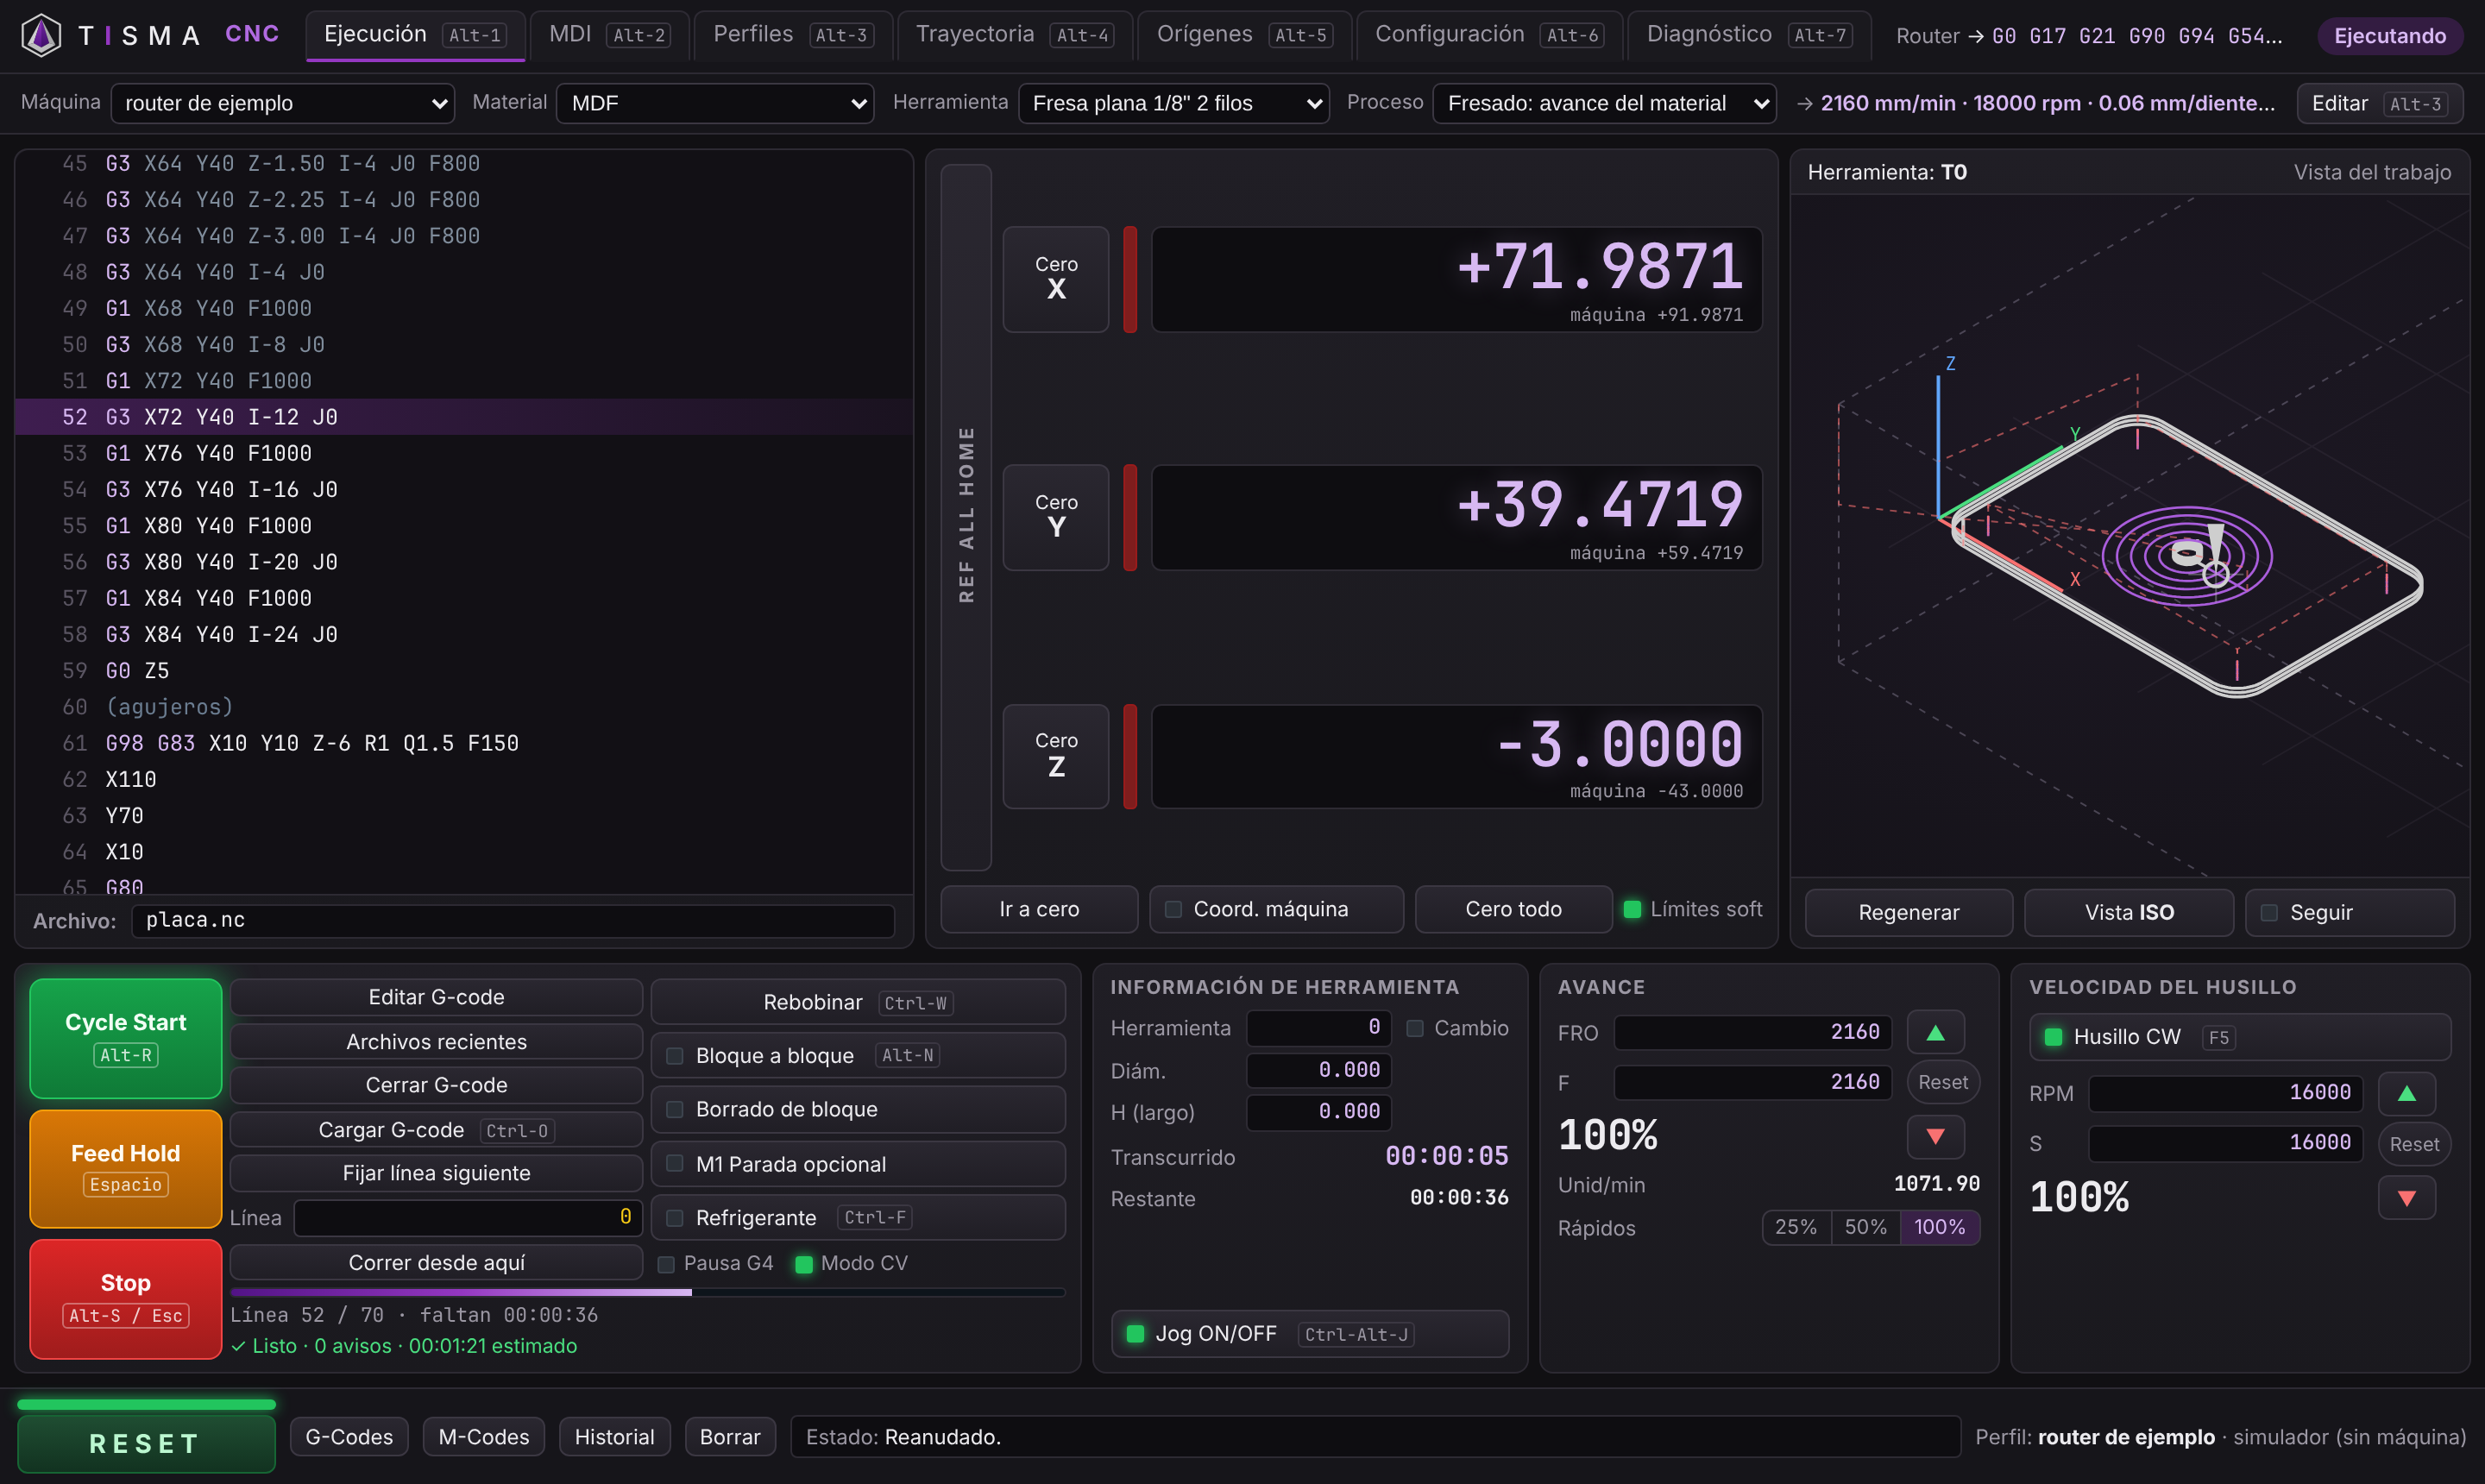 TISMA CNC
Ejecución Alt-1 MDI Alt-2 Perfiles Alt-3 Trayectoria Alt-4 Orígenes Alt-5 Configuración Alt-6 Diagnóstico Alt-7 Router → G0 G17 G21 G90 G94 G54... Ejecutando
Máquina router de ejemplo Material MDF Herramienta Fresa plana 1/8" 2 filos Proceso Fresado: avance del material → 2160 mm/min · 18000 rpm · 0.06 mm/diente... Editar Alt-3
45 G3 X64 Y40 Z-1.50 I-4 J0 F800
46 G3 X64 Y40 Z-2.25 I-4 J0 F800
47 G3 X64 Y40 Z-3.00 I-4 J0 F800
48 G3 X64 Y40 I-4 J0
49 G1 X68 Y40 F1000
50 G3 X68 Y40 I-8 J0
51 G1 X72 Y40 F1000
52 G3 X72 Y40 I-12 J0
53 G1 X76 Y40 F1000
54 G3 X76 Y40 I-16 J0
55 G1 X80 Y40 F1000
56 G3 X80 Y40 I-20 J0
57 G1 X84 Y40 F1000
58 G3 X84 Y40 I-24 J0
59 G0 Z5
60 (agujeros)
61 G98 G83 X10 Y10 Z-6 R1 Q1.5 F150
62 X110
63 Y70
64 X10
65 G80
Archivo: placa.nc
REF ALL HOME
Cero X
+71.9871
máquina +91.9871
Cero Y
+39.4719
máquina +59.4719
Cero Z
-3.0000
máquina -43.0000
Ir a cero Coord. máquina Cero todo Límites soft
Herramienta: T0 Vista del trabajo
Z
Y
X
Regenerar Vista ISO Seguir
Cycle Start
Alt-R
Feed Hold
Espacio
Stop
Alt-S / Esc
Editar G-code
Archivos recientes
Cerrar G-code
Cargar G-code Ctrl-O
Fijar línea siguiente
Línea 0
Correr desde aquí
Rebobinar Ctrl-W
Bloque a bloque Alt-N
Borrado de bloque
M1 Parada opcional
Refrigerante Ctrl-F
Pausa G4 Modo CV
Línea 52 / 70 · faltan 00:00:36
✓ Listo · 0 avisos · 00:01:21 estimado
INFORMACIÓN DE HERRAMIENTA
Herramienta 0 Cambio
Diám. 0.000
H (largo) 0.000
Transcurrido 00:00:05
Restante 00:00:36
Jog ON/OFF Ctrl-Alt-J
AVANCE
FRO 2160
F 2160 Reset
100%
Unid/min 1071.90
Rápidos 25% 50% 100%
VELOCIDAD DEL HUSILLO
Husillo CW F5
RPM 16000
S 16000 Reset
100%
RESET G-Codes M-Codes Historial Borrar Estado: Reanudado. Perfil: router de ejemplo · simulador (sin máquina)